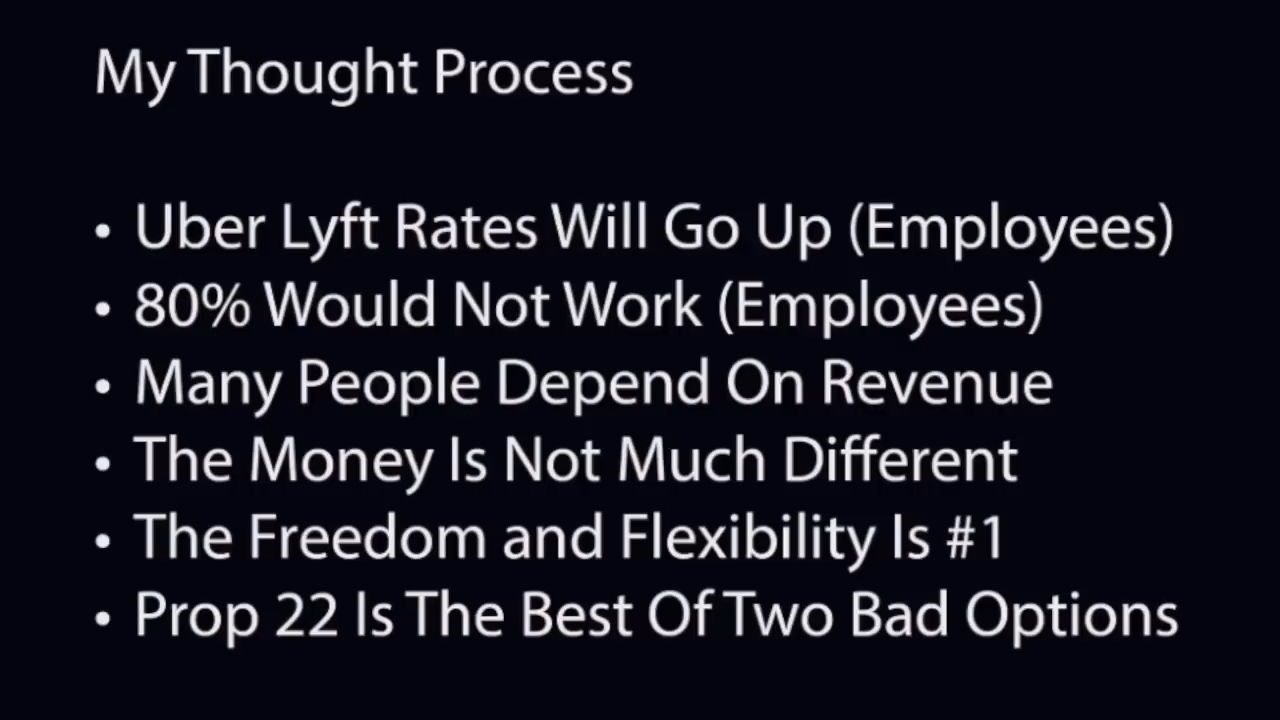 My Thought Process
• Uber Lyft Rates Will Go Up (Employees)
• 80% Would Not Work (Employees)
• Many People Depend On Revenue
• The Money Is Not Much Different
• The Freedom and Flexibility Is #1
• Prop 22 Is The Best Of Two Bad Options